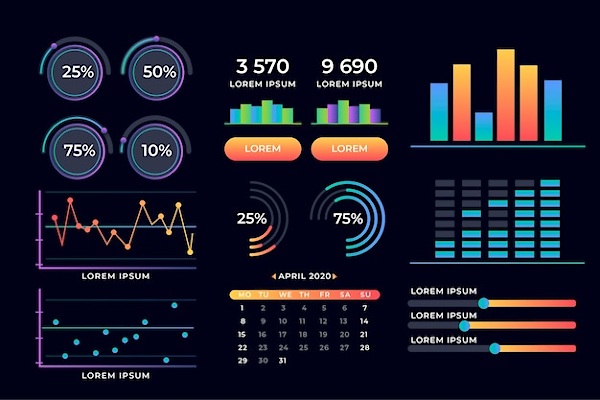 25%
50%
75%
10%
LOREM IPSUM
LOREM IPSUM
3 570
LOREM IPSUM
LOREM
9 690
LOREM IPSUM
LOREM
25%
75%
APRIL 2020
MO TU WE TH FR SA SU
1 2 3 4 5 6 7
8 9 10 11 12 13 14
15 16 17 18 19 20 21
22 23 24 25 26 27 28
29 30 31
LOREM IPSUM
LOREM IPSUM
LOREM IPSUM